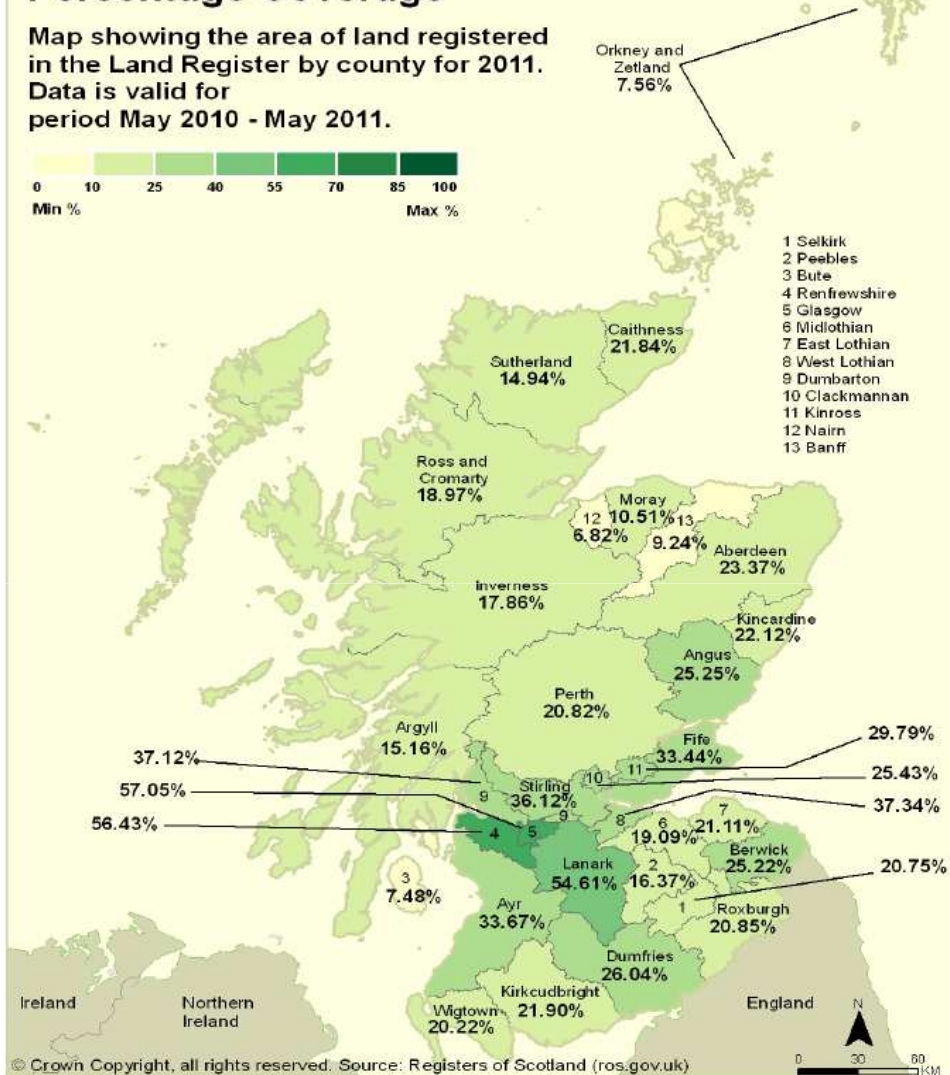 Map showing the area of land registered
in the Land Register by county for 2011.
Data is valid for
period May 2010 - May 2011.
0 10 25 40 55 70 85 100
Min % Max %
Orkney and
Zetland
7.56%
1 Selkirk
2 Peebles
3 Bute
4 Renfrewshire
5 Glasgow
6 Midlothian
7 East Lothian
8 West Lothian
9 Dumbarton
10 Clackmannan
11 Kinross
12 Nairn
13 Banff
Caithness
21.84%
Sutherland
14.94%
Ross and
Cromarty
18.97%
Moray
10.51%
12
6.82%
13
9.24%
Aberdeen
23.37%
Inverness
17.86%
Kincardine
22.12%
Angus
25.25%
Perth
20.82%
Argyll
15.16%
Fife
33.44%
29.79%
11
37.12%
9
Stirling
36.12%
10
25.43%
57.05%
5
9
8
37.34%
56.43%
4
6
19.09%
7
21.11%
Berwick
25.22%
Lanark
54.61%
2
16.37%
20.75%
1
3
7.48%
Ayr
33.67%
Roxburgh
20.85%
Dumfries
26.04%
Kirkcudbright
21.90%
Wigtown
20.22%
Ireland
Northern
Ireland
England
N
0 30 60
KM
© Crown Copyright, all rights reserved. Source: Registers of Scotland (ros.gov.uk)